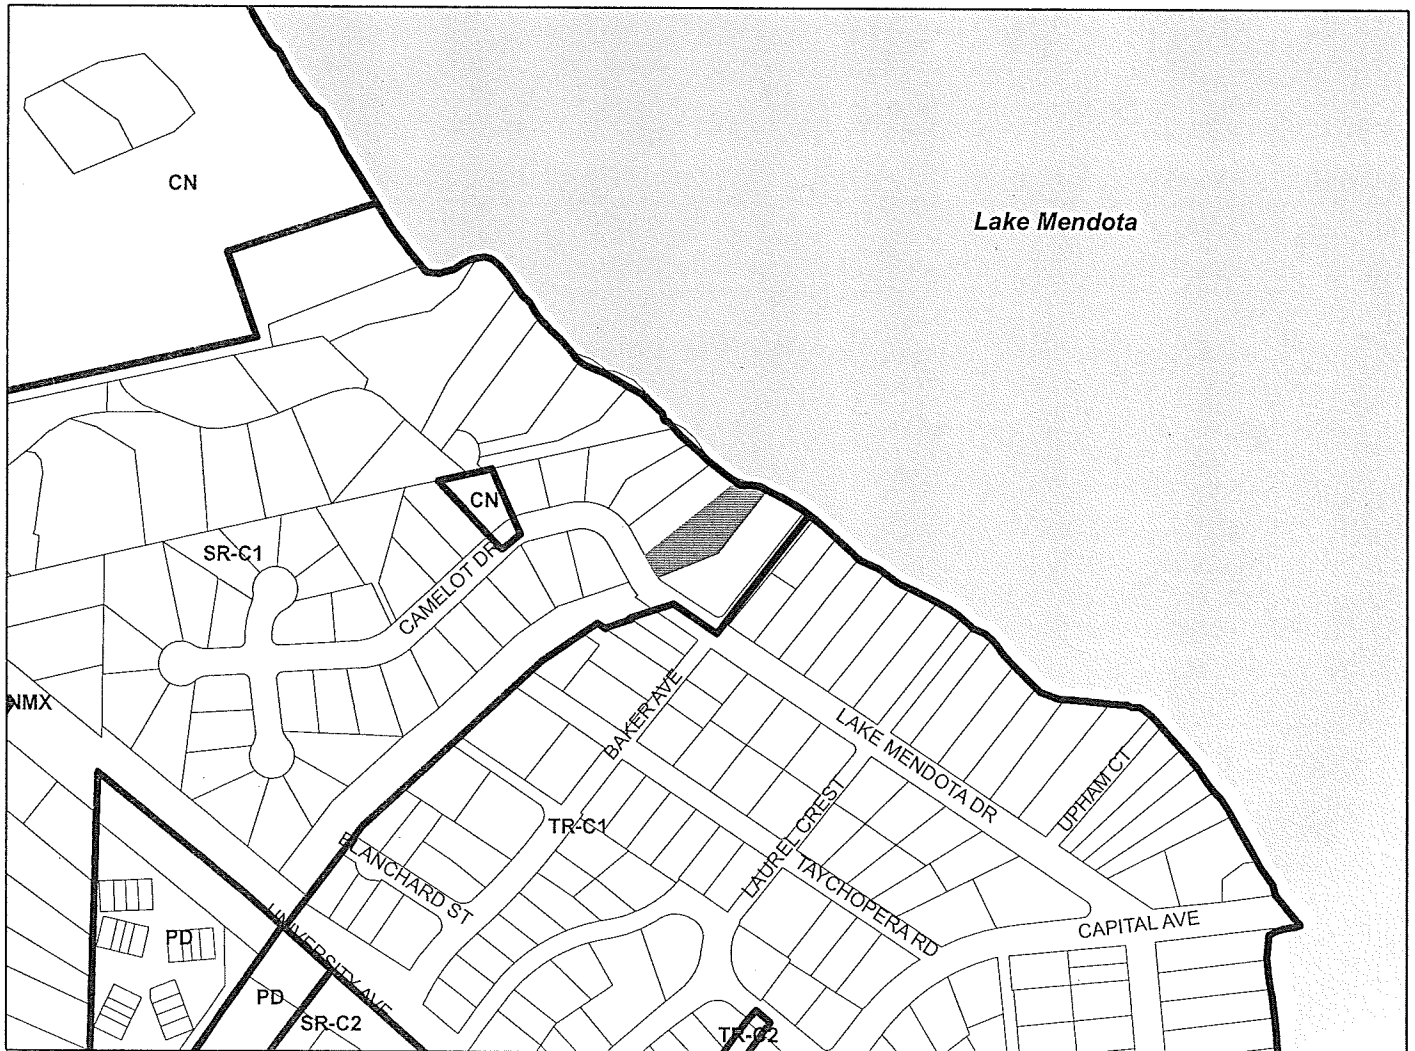 CN
Lake Mendota
CN
SR-C1
CAMELOT DR
NMX
BAKER AVE
LAKE MENDOTA DR
UPHAM CT
LAUREL CREST
TR-C1
BLANCHARD ST
TAYCHOPERA RD
CAPITAL AVE
UNIVERSITY AVE
PD
PD
SR-C2
TR-C2